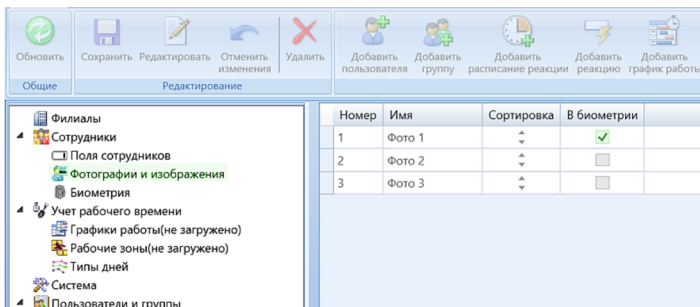 Обновить
Сохранить Редактировать Отменить изменения Удалить
Добавить пользователя Добавить группу Добавить расписание реакции Добавить реакцию Добавить график работы
Общие Редактирование
Филиалы
Сотрудники
Поля сотрудников
Фотографии и изображения
Биометрия
Учет рабочего времени
Графики работы(не загружено)
Рабочие зоны(не загружено)
Типы дней
Система
Пользователи и группы
Номер Имя Сортировка В биометрии
1 Фото 1
2 Фото 2
3 Фото 3